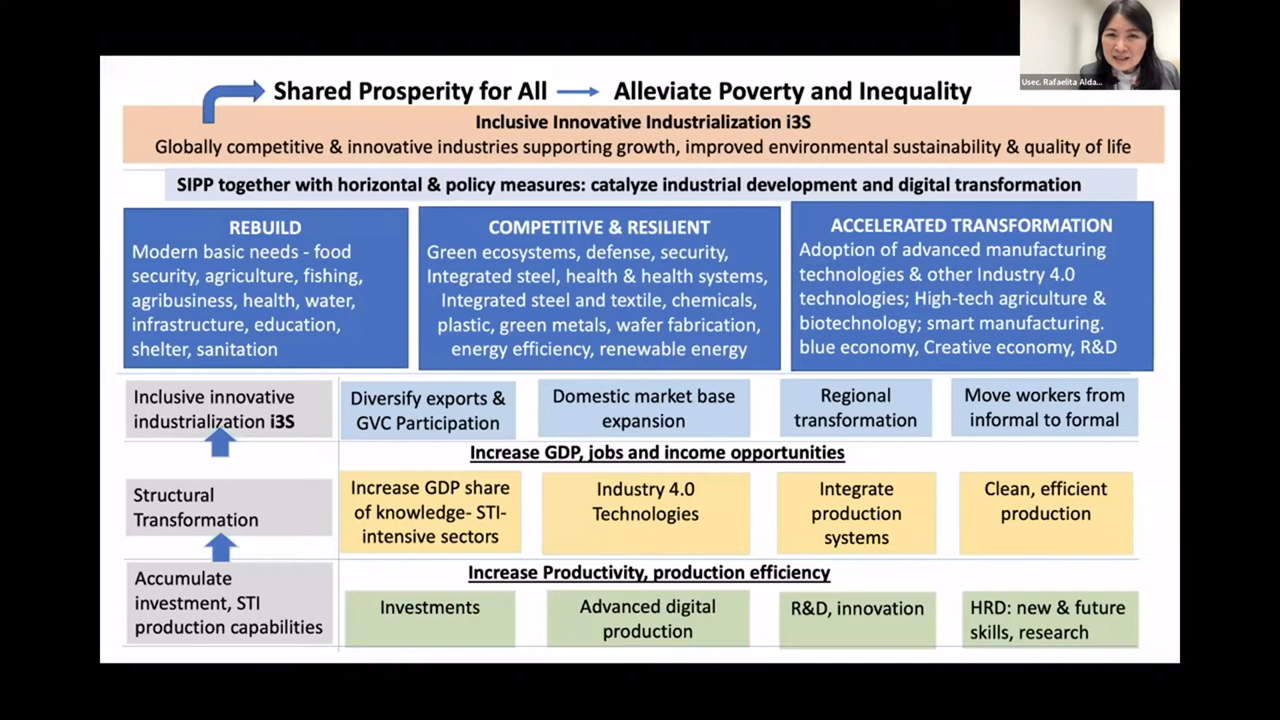 Usec. Rafaelita Alda...
Shared Prosperity for All
Alleviate Poverty and Inequality
Inclusive Innovative Industrialization i3S
Globally competitive & innovative industries supporting growth, improved environmental sustainability & quality of life
SIPP together with horizontal & policy measures: catalyze industrial development and digital transformation
REBUILD
Modern basic needs - food
security, agriculture, fishing,
agribusiness, health, water,
infrastructure, education,
shelter, sanitation
COMPETITIVE & RESILIENT
Green ecosystems, defense, security,
Integrated steel, health & health systems,
Integrated steel and textile, chemicals,
plastic, green metals, wafer fabrication,
energy efficiency, renewable energy
ACCELERATED TRANSFORMATION
Adoption of advanced manufacturing
technologies & other Industry 4.0
technologies; High-tech agriculture &
biotechnology; smart manufacturing.
blue economy, Creative economy, R&D
Inclusive innovative
industrialization i3S
Diversify exports &
GVC Participation
Domestic market base
expansion
Regional
transformation
Move workers from
informal to formal
Increase GDP, jobs and income opportunities
Structural
Transformation
Increase GDP share
of knowledge- STI-
intensive sectors
Industry 4.0
Technologies
Integrate
production
systems
Clean, efficient
production
Increase Productivity, production efficiency
Accumulate
investment, STI
production capabilities
Investments
Advanced digital
production
R&D, innovation
HRD: new & future
skills, research